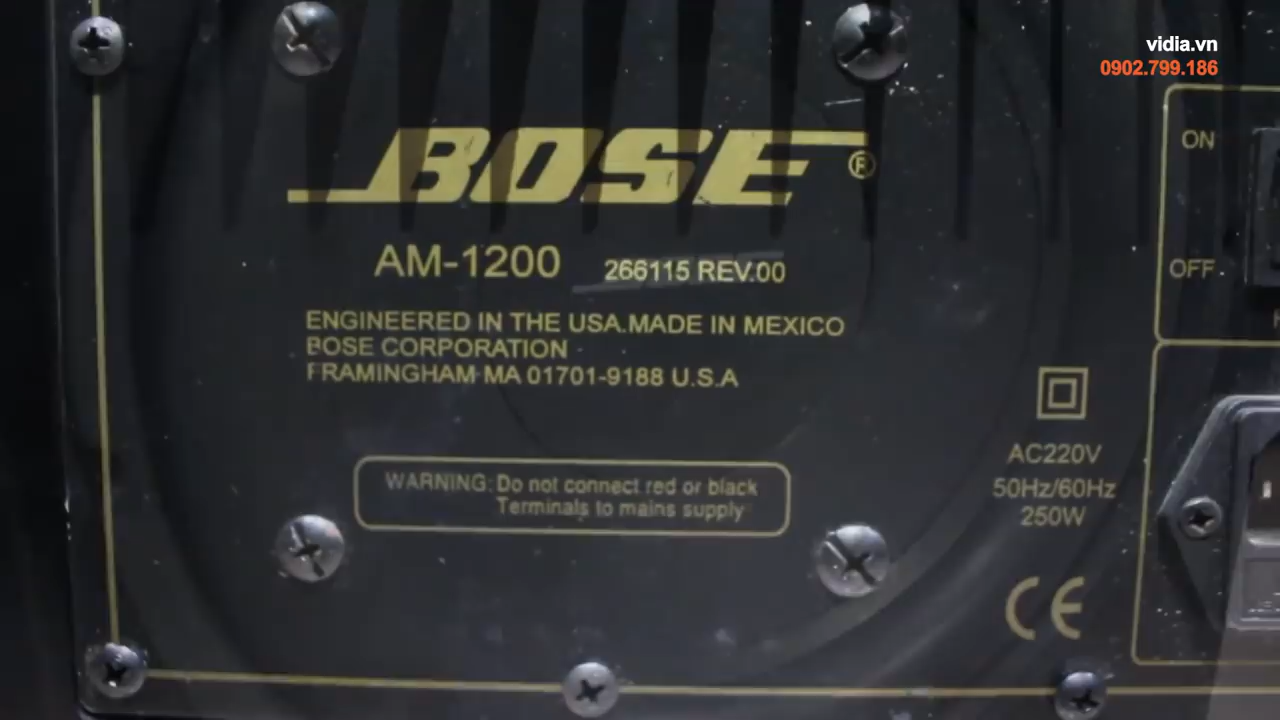 vidia.vn
0902.799.186
BOSE®
AM-1200 266115 REV.00
ENGINEERED IN THE USA.MADE IN MEXICO
BOSE CORPORATION
FRAMINGHAM MA 01701-9188 U.S.A
WARNING: Do not connect red or black
Terminals to mains supply
ON
OFF
AC220V
50Hz/60Hz
250W
CE